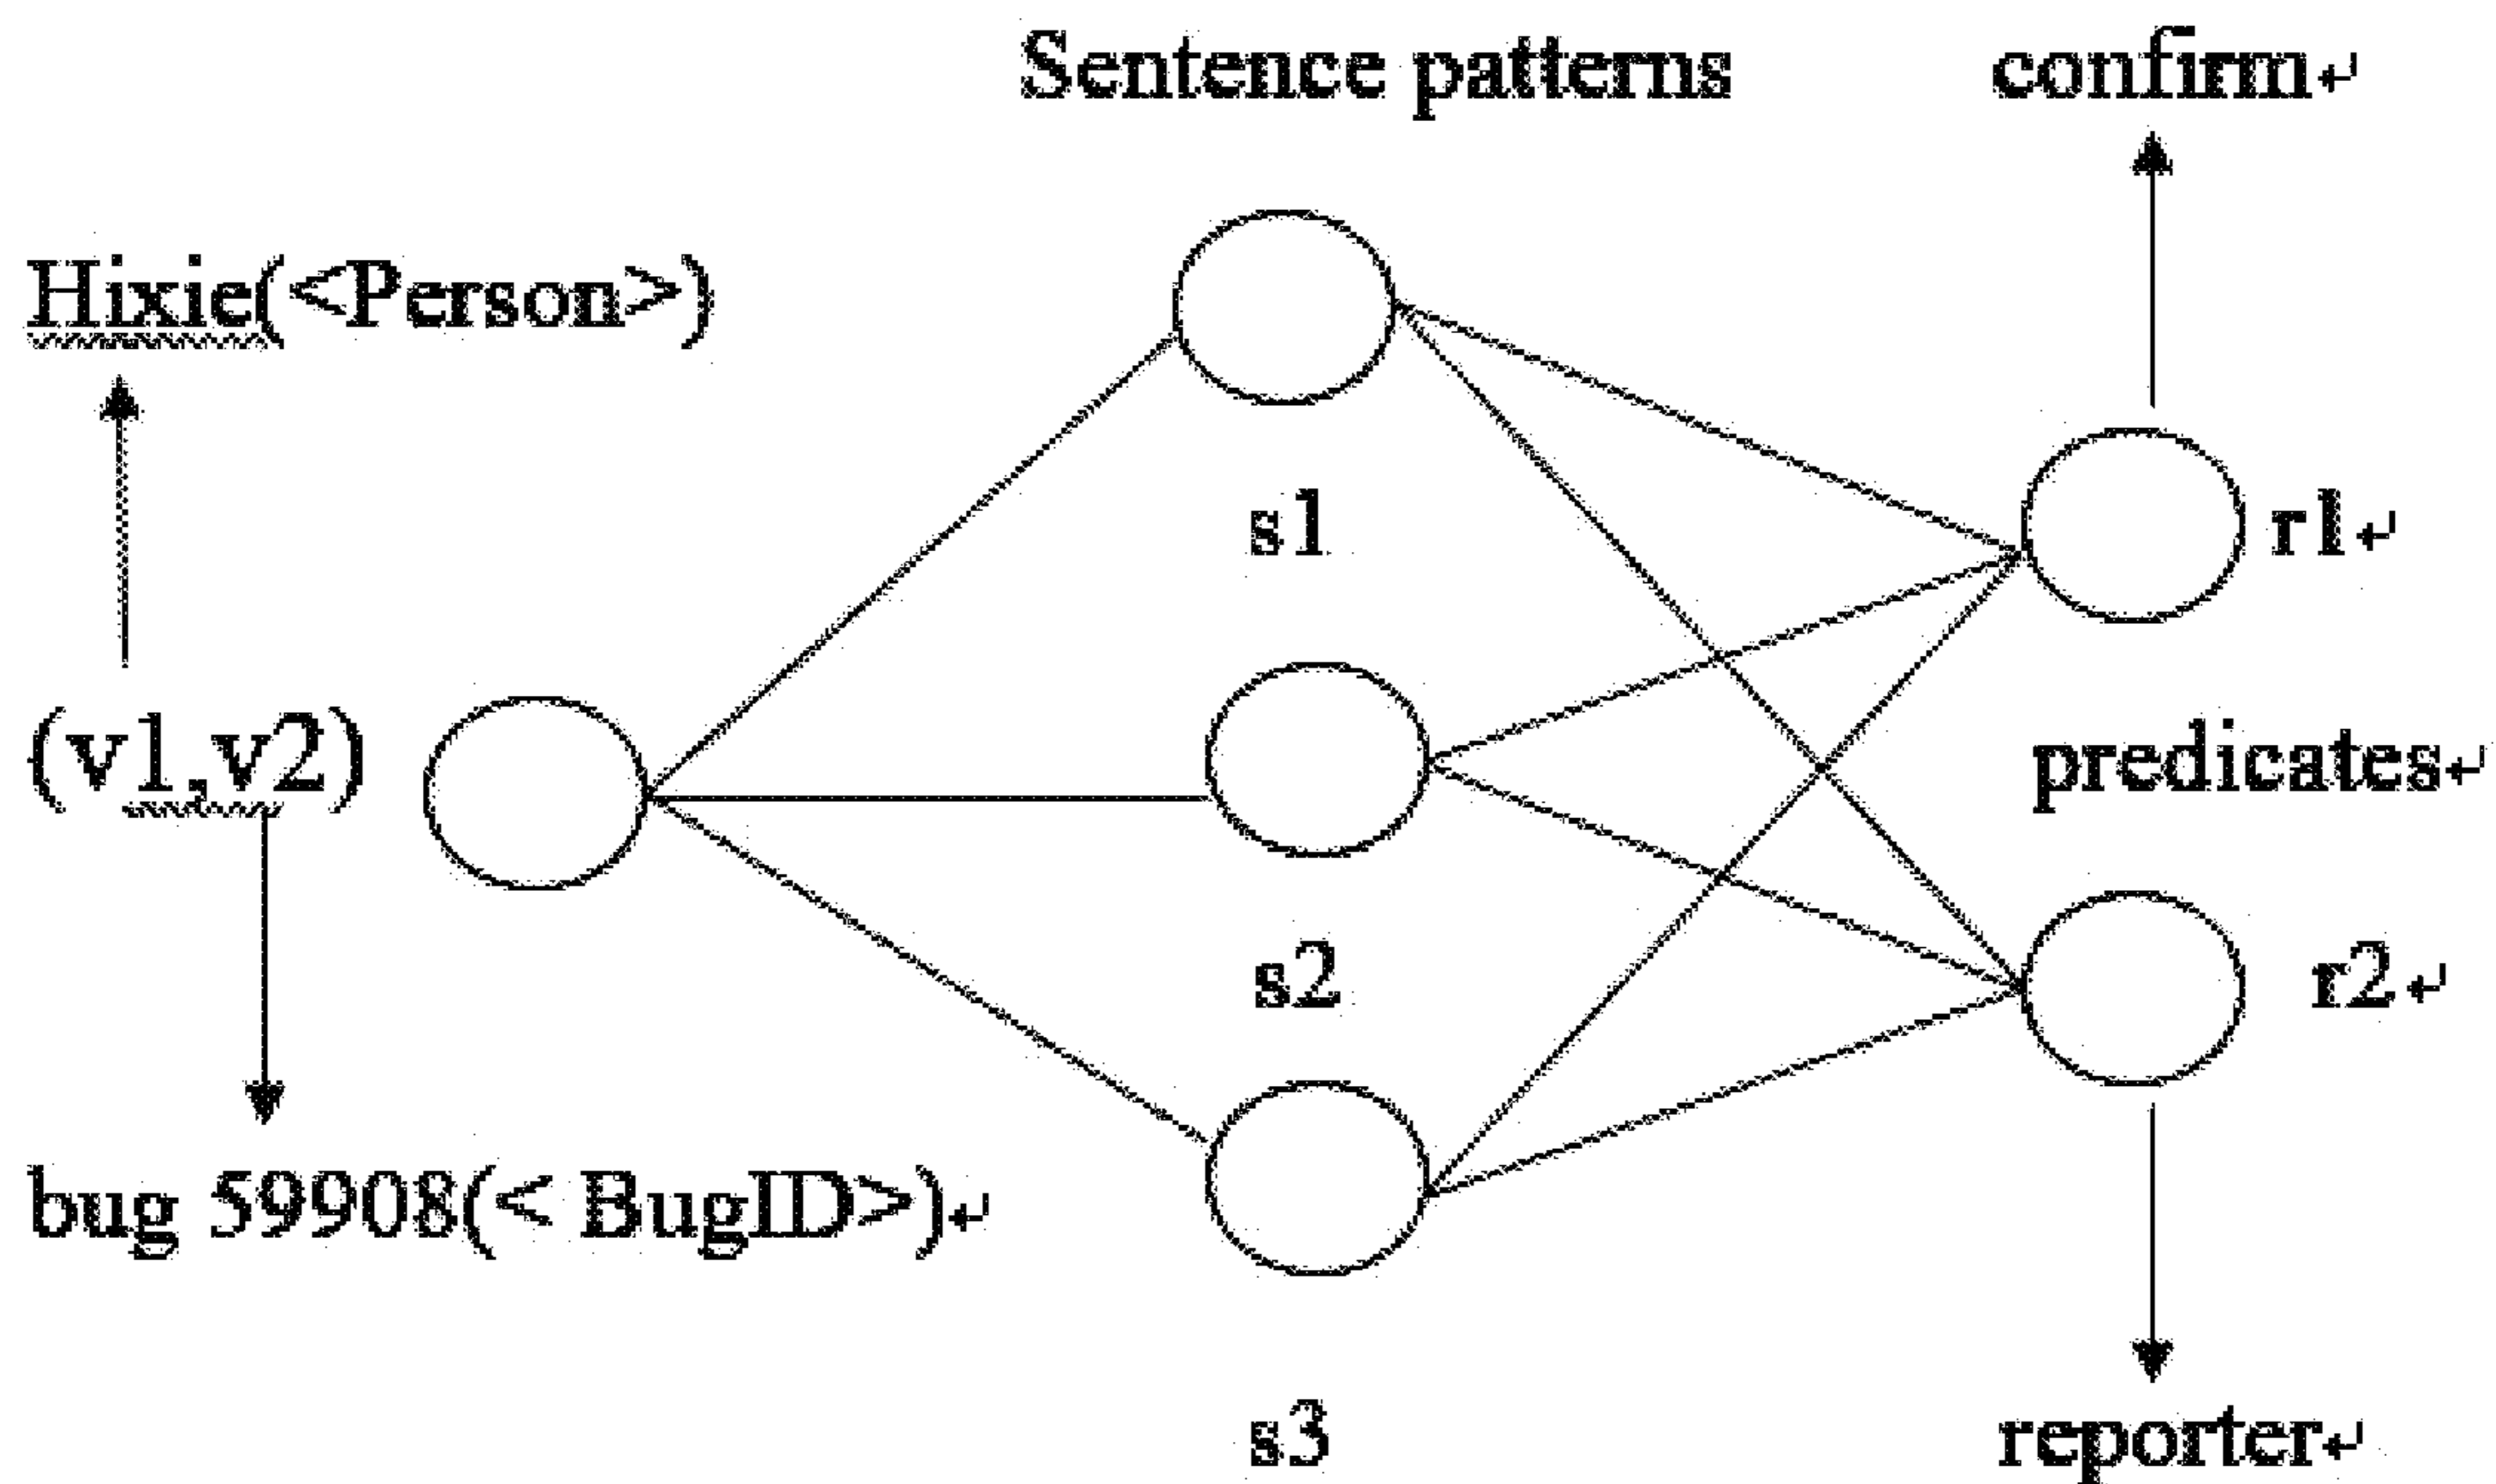 Sentence patterns
confirm
Hixie(<Person>)
s1
r1
(v1,v2)
predicates
s2
r2
bug 59908(< BugID>)
s3
reporter